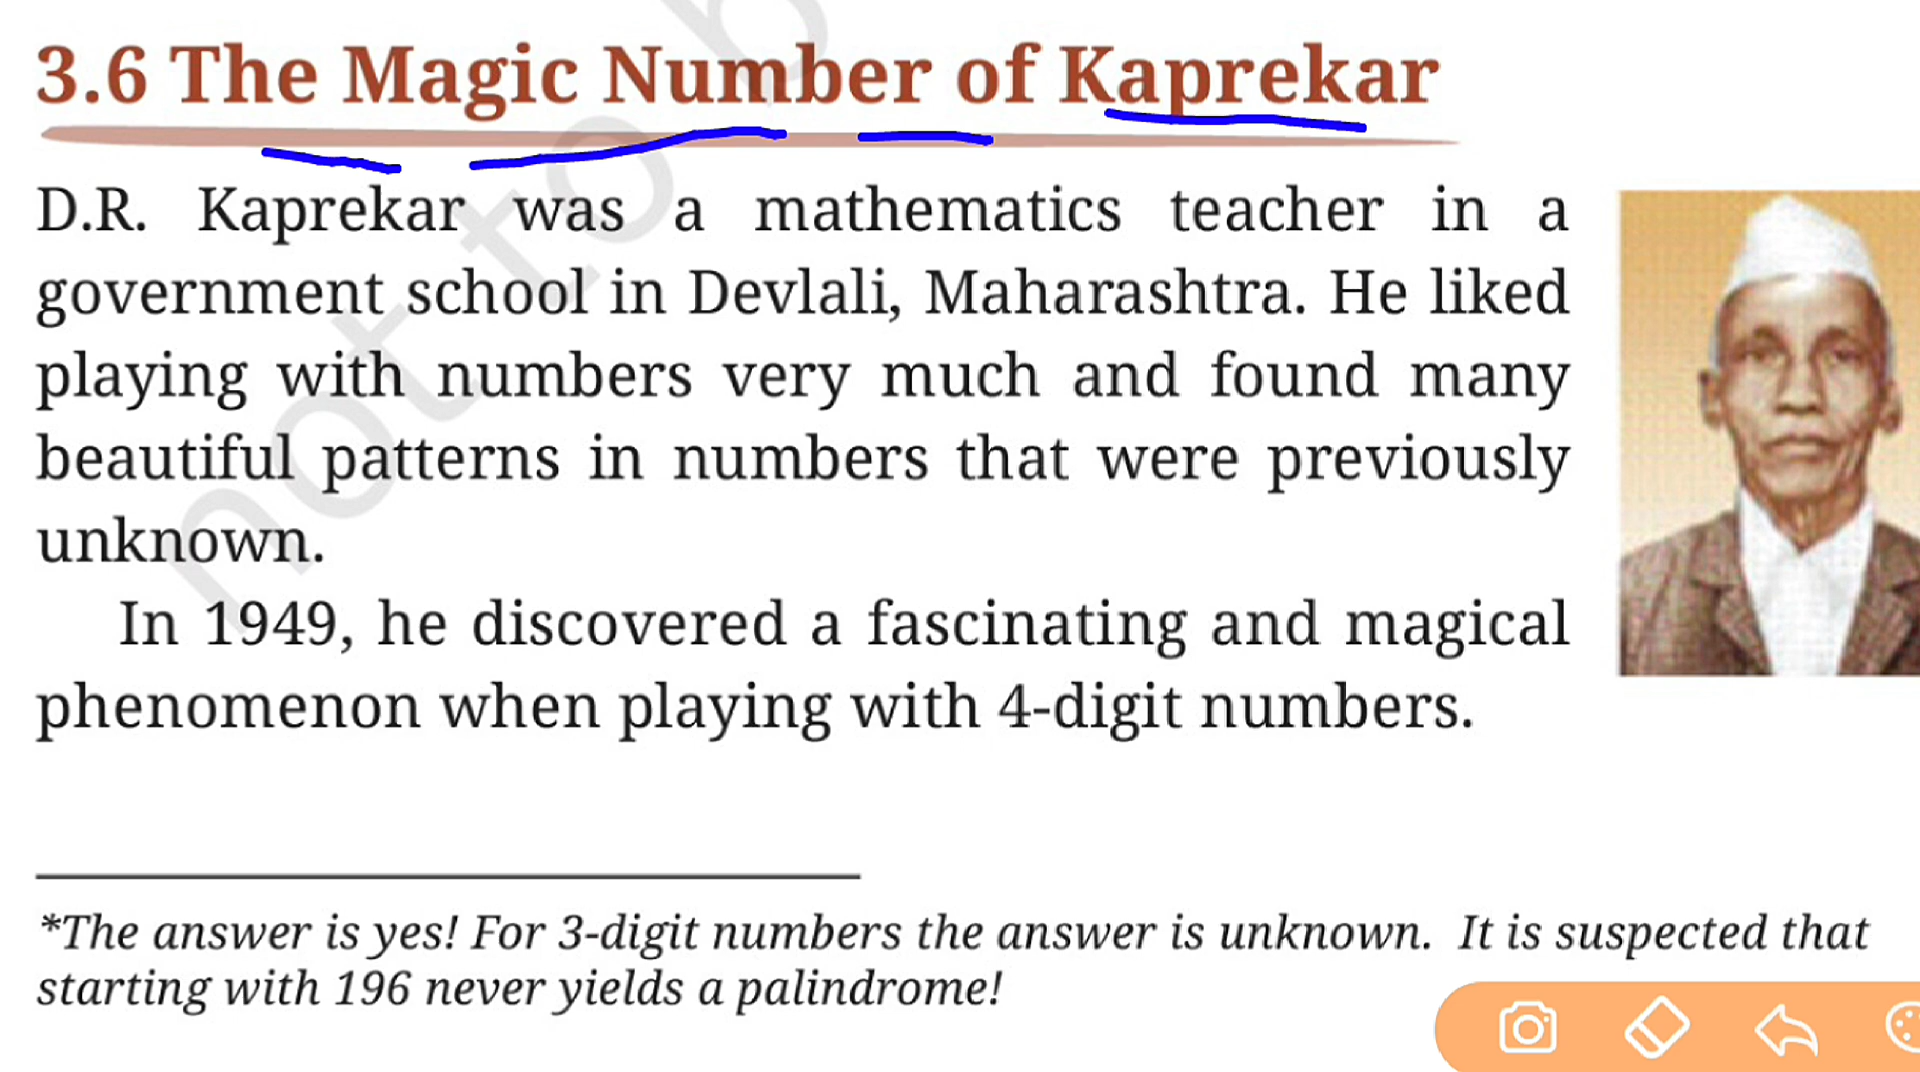 3.6 The Magic Number of Kaprekar
D.R. Kaprekar was a mathematics teacher in a
government school in Devlali, Maharashtra. He liked
playing with numbers very much and found many
beautiful patterns in numbers that were previously
unknown.
In 1949, he discovered a fascinating and magical
phenomenon when playing with 4-digit numbers.
*The answer is yes! For 3-digit numbers the answer is unknown. It is suspected that
starting with 196 never yields a palindrome!
not to b